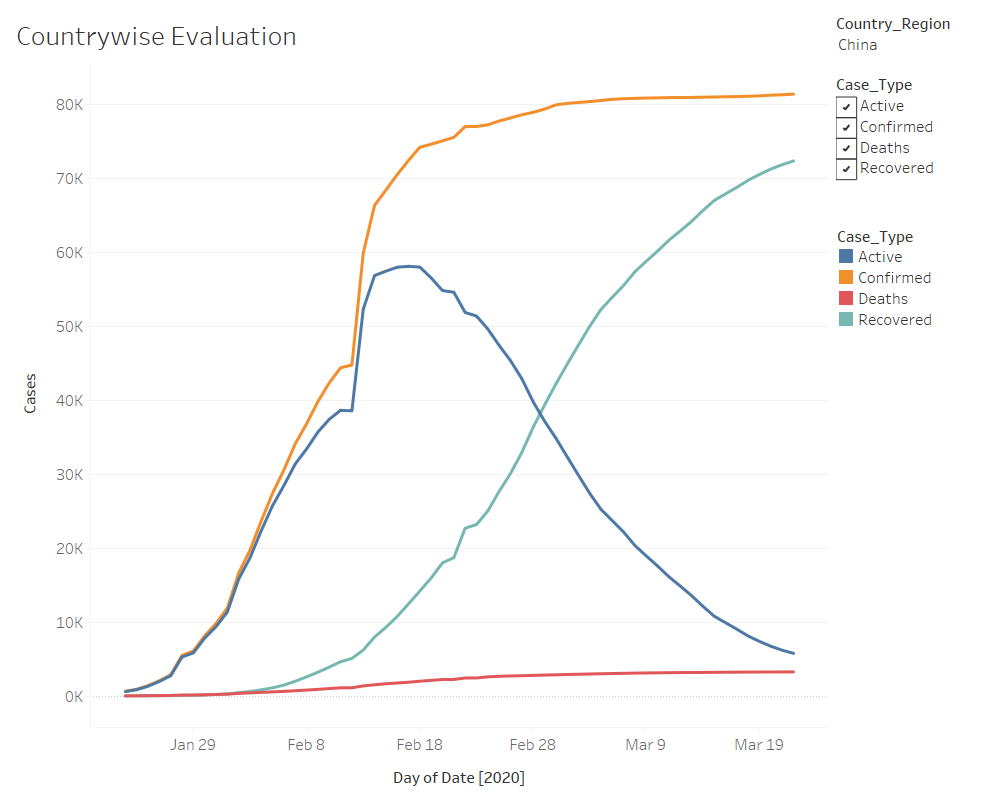 Countrywise Evaluation
Country_Region
China
Case_Type
Active
Confirmed
Deaths
Recovered
Case_Type
Active
Confirmed
Deaths
Recovered
80K
70K
60K
50K
40K
30K
20K
10K
0K
Cases
Jan 29 Feb 8 Feb 18 Feb 28 Mar 9 Mar 19
Day of Date [2020]